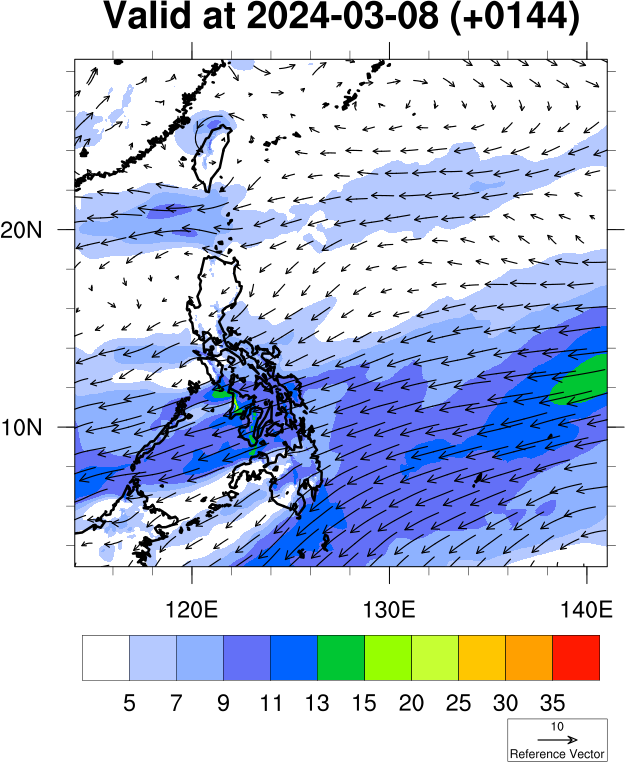 Valid at 2024-03-08 (+0144)
20N
10N
120E 130E 140E
5 7 9 11 13 15 20 25 30 35
10
Reference Vector